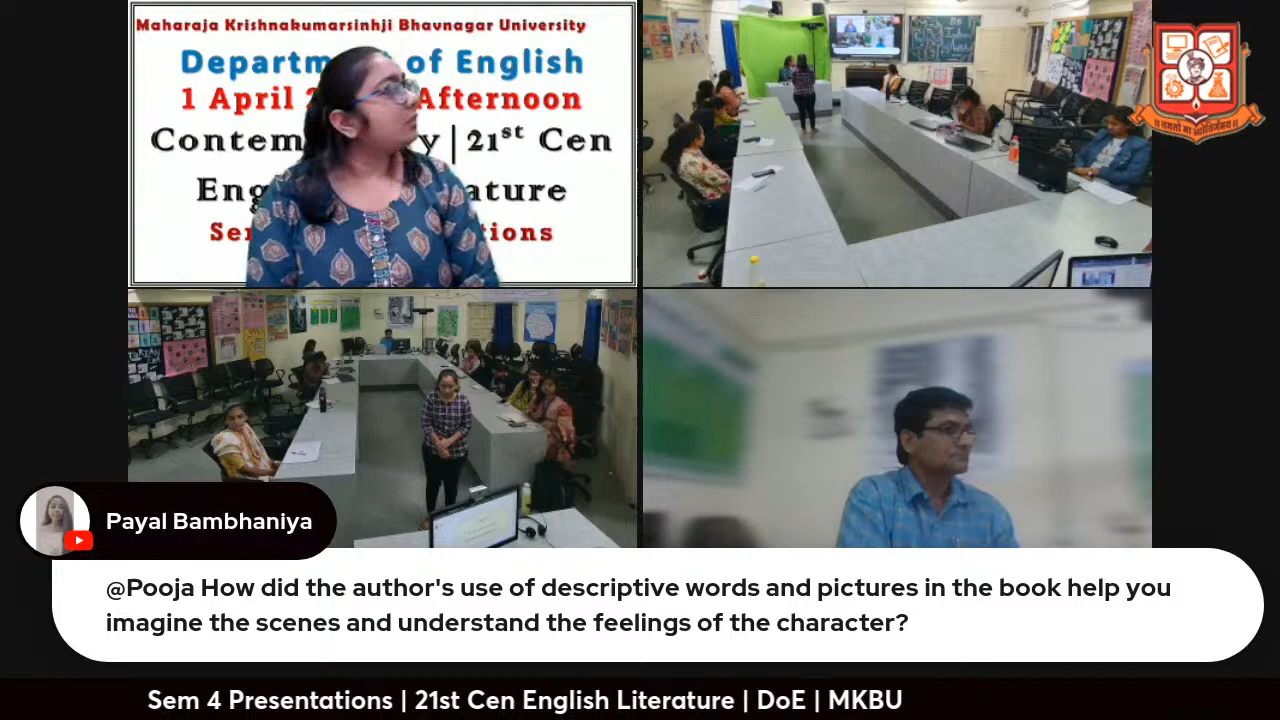 Maharaja Krishnakumarsinhji Bhavnagar University
Departm of English
1 April Afternoon
Contem y | 21st Cen
Eng ature
Se tions
Payal Bambhaniya
@Pooja How did the author's use of descriptive words and pictures in the book help you
imagine the scenes and understand the feelings of the character?
Sem 4 Presentations | 21st Cen English Literature | DoE | MKBU